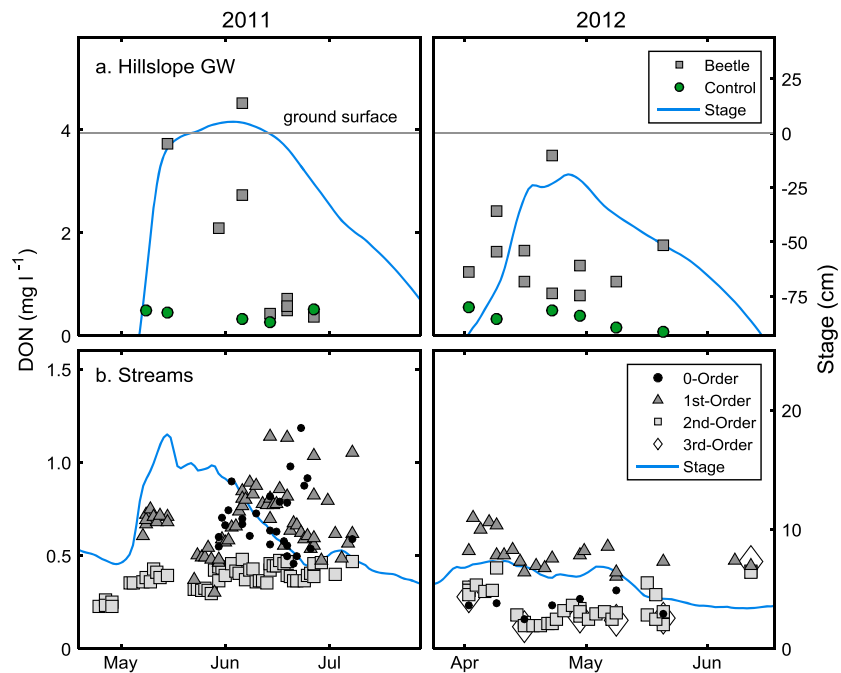 2011
2012
a. Hillslope GW
ground surface
Beetle
Control
Stage
4
2
0
25
0
-25
-50
-75
DON (mg l⁻¹)
Stage (cm)
b. Streams
0-Order
1st-Order
2nd-Order
3rd-Order
Stage
1.5
1.0
0.5
0
20
10
0
May Jun Jul
Apr May Jun